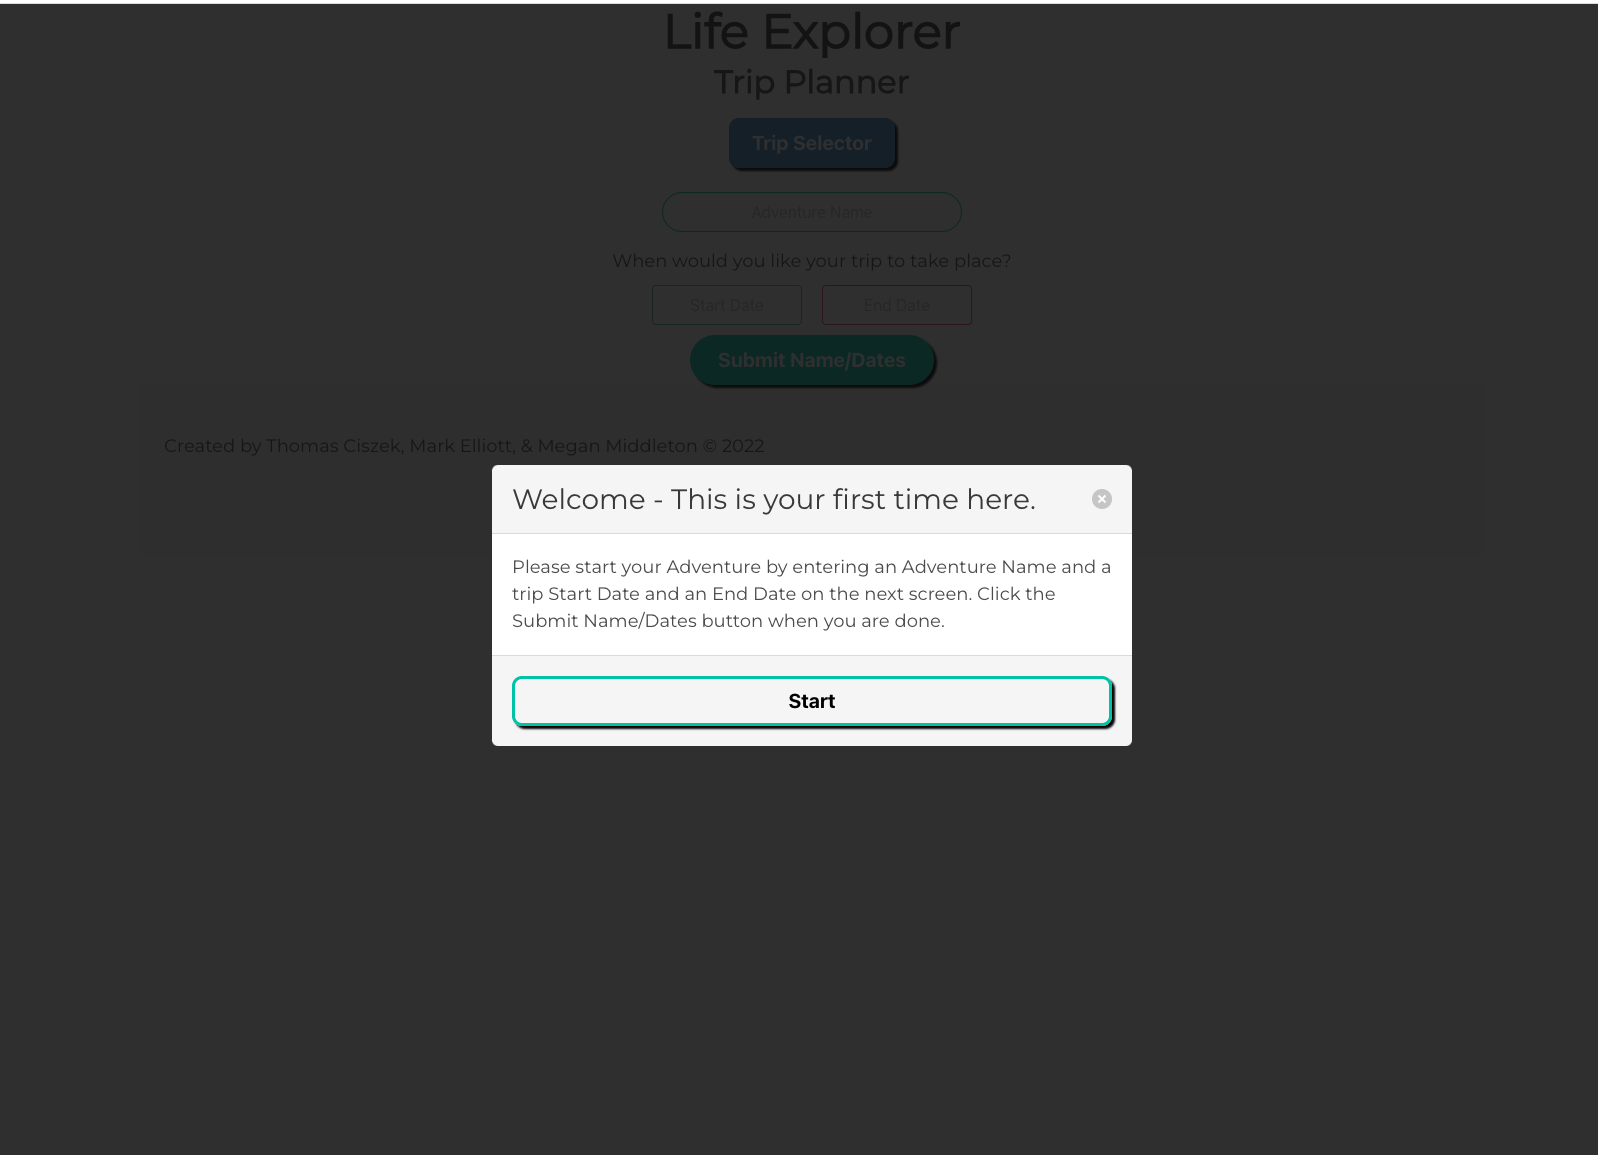 Life Explorer
Trip Planner
Trip Selector
Adventure Name
When would you like your trip to take place?
Start Date
End Date
Submit Name/Dates
Created by Thomas Ciszek, Mark Elliott, & Megan Middleton © 2022
Welcome - This is your first time here.
Please start your Adventure by entering an Adventure Name and a
trip Start Date and an End Date on the next screen. Click the
Submit Name/Dates button when you are done.
Start